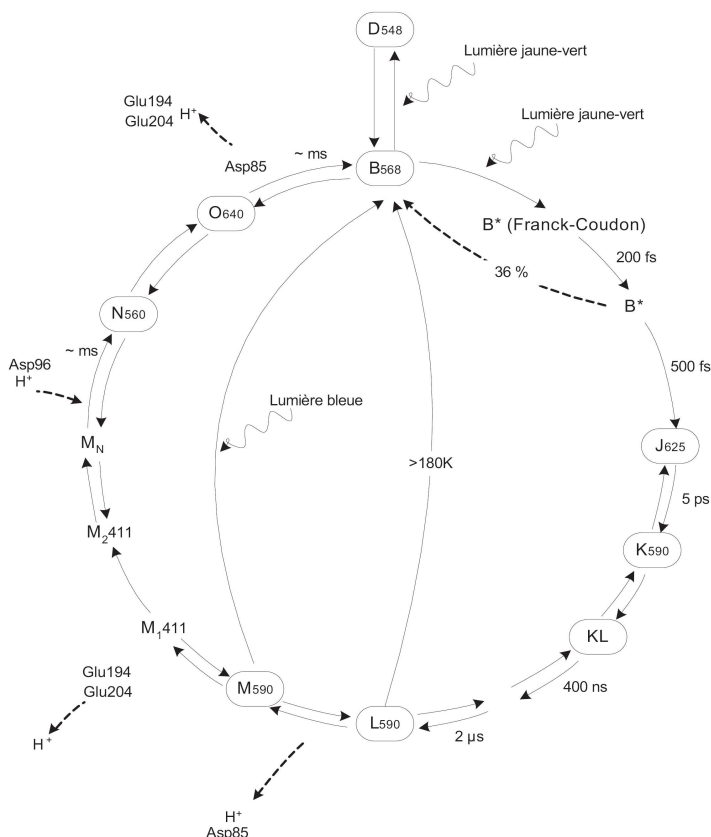 D548
Lumière jaune-vert
Lumière jaune-vert
Glu194
Glu204 H+
Asp85
~ ms
B568
O640
B* (Franck-Coudon)
200 fs
36 %
B*
N560
~ ms
Asp96
H+
500 fs
Lumière bleue
MN
J625
>180K
5 ps
M2411
K590
M1411
KL
Glu194
Glu204
M590
400 ns
L590
2 µs
H+
H+
Asp85